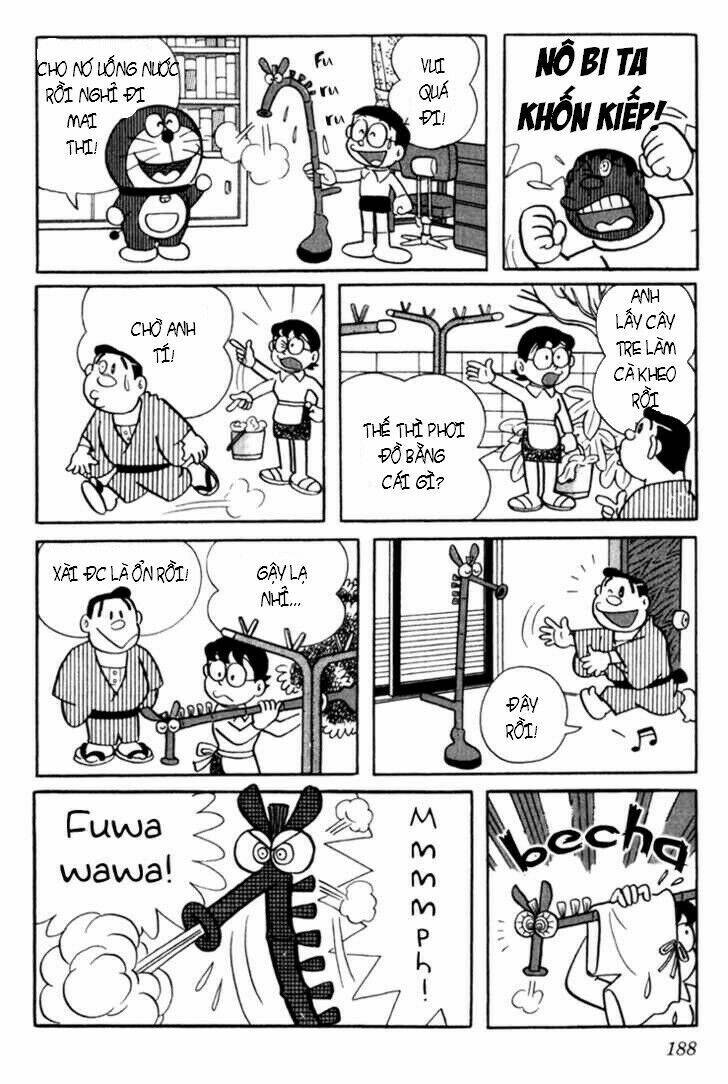 CHO NÓ UỐNG NƯỚC
RỒI NGHỈ ĐI
MAI
THI!
Fu
ru
ru
VUI
QUÁ
ĐI!
NÔ BI TA
KHỐN KIẾP!
CHỜ ANH
TÍ!
ANH
LẤY CÂY
TRE LÀM
CÀ KHEO
RỒI
THẾ THÌ PHƠI
ĐỒ BẰNG
CÁI GÌ?
XÀI ĐC LÀ ỔN RỒI!
GẬY LẠ
NHỈ...
ĐÂY
RỒI!
Fuwa
wawa!
M
m
m
m
m
p
h
!
becha
188